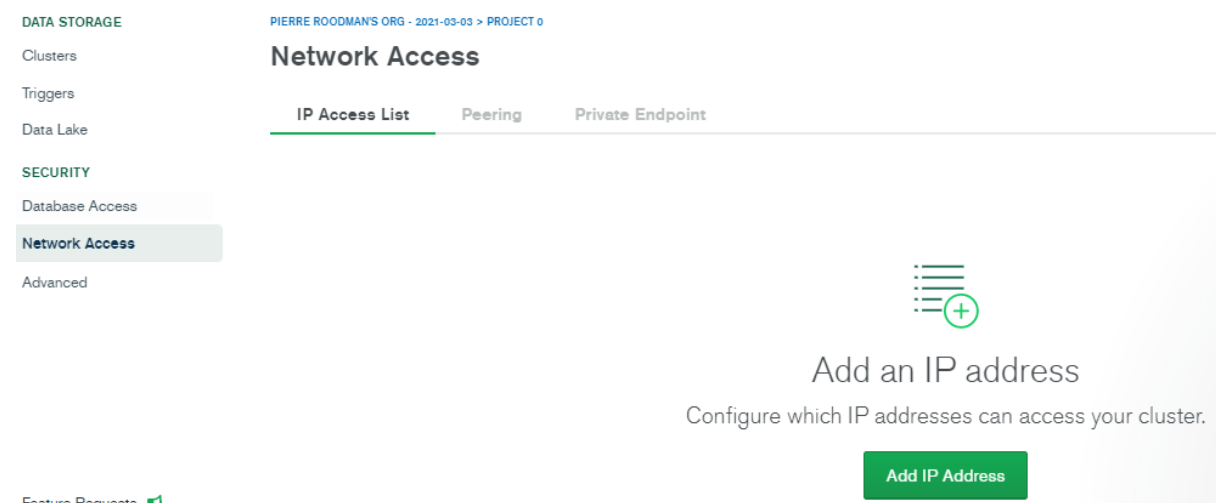 DATA STORAGE
Clusters
Triggers
Data Lake
SECURITY
Database Access
Network Access
Advanced
Feature Requests
PIERRE ROODMAN'S ORG - 2021-03-03 > PROJECT 0
Network Access
IP Access List Peering Private Endpoint
Add an IP address
Configure which IP addresses can access your cluster.
Add IP Address